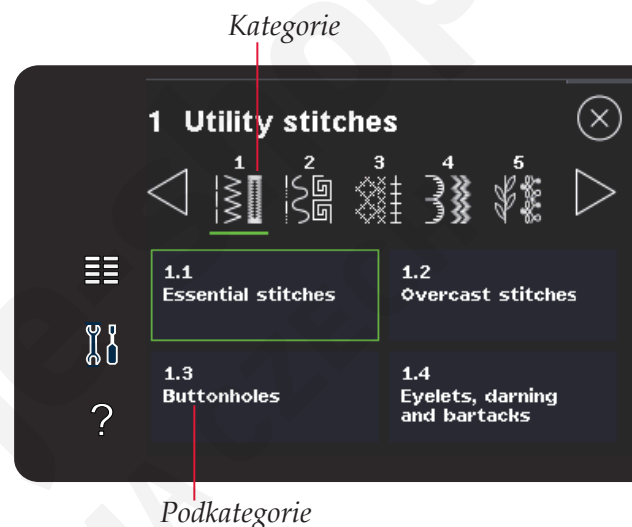 Kategorie
1 Utility stitches
1 2 3 4 5
1.1
Essential stitches
1.2
Overcast stitches
1.3
Buttonholes
1.4
Eyelets, darning
and bartacks
?
Podkategorie